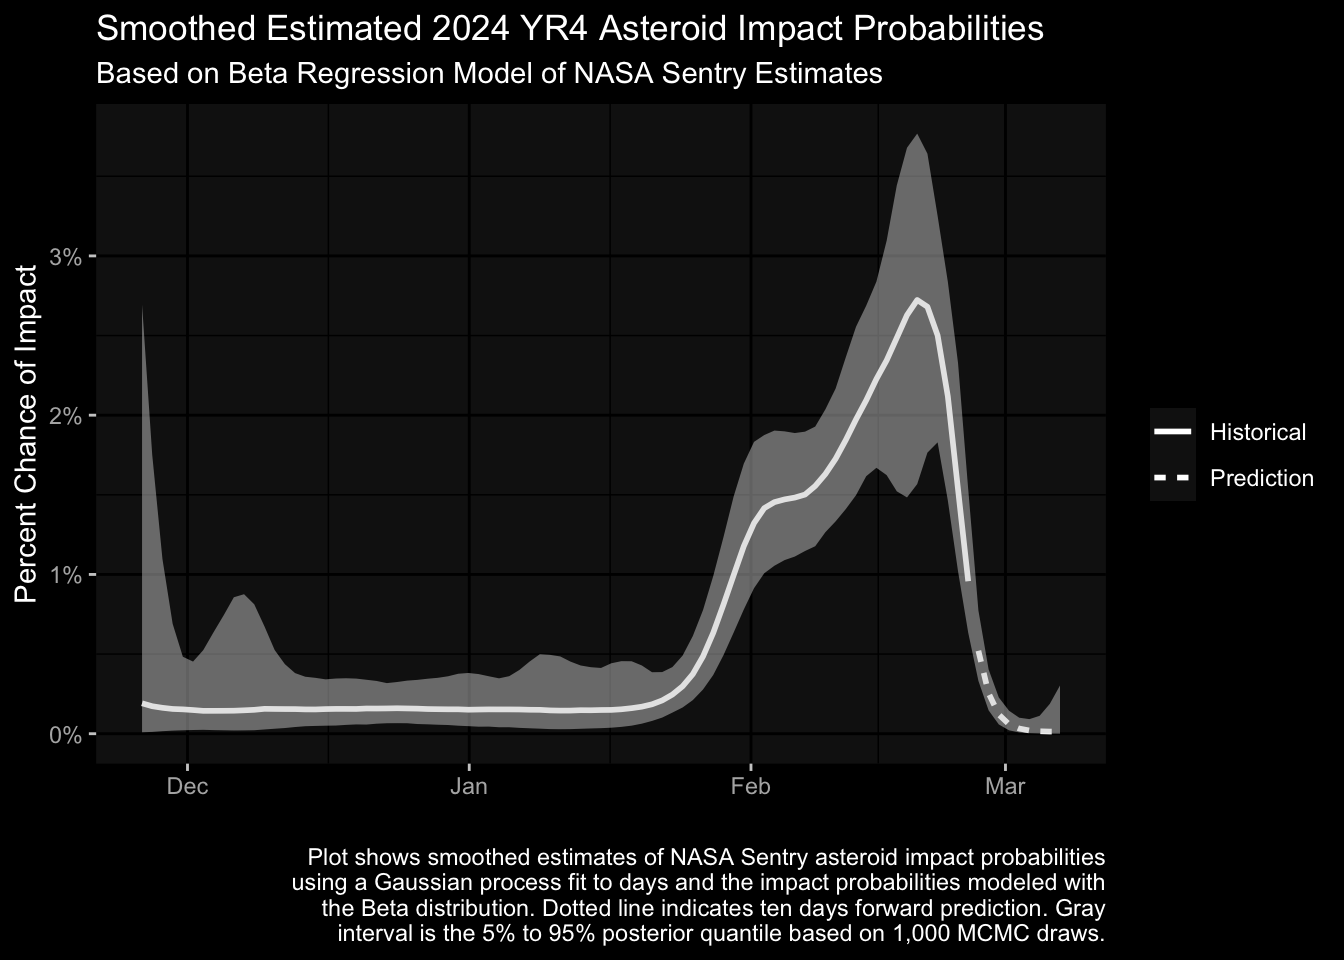 Smoothed Estimated 2024 YR4 Asteroid Impact Probabilities
Based on Beta Regression Model of NASA Sentry Estimates
Percent Chance of Impact
3%
2%
1%
0%
Dec
Jan
Feb
Mar
Historical
Prediction
Plot shows smoothed estimates of NASA Sentry asteroid impact probabilities
using a Gaussian process fit to days and the impact probabilities modeled with
the Beta distribution. Dotted line indicates ten days forward prediction. Gray
interval is the 5% to 95% posterior quantile based on 1,000 MCMC draws.